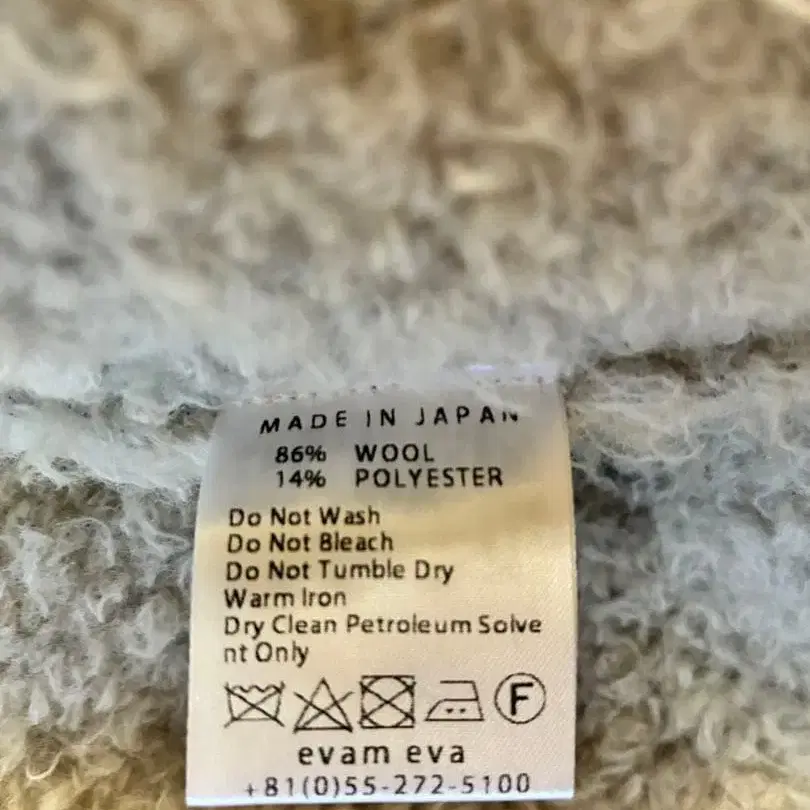 MADE IN JAPAN
86% WOOL
14% POLYESTER
Do Not Wash
Do Not Bleach
Do Not Tumble Dry
Warm Iron
Dry Clean Petroleum Solve
nt Only
F
evam eva
+81(0)55-272-5100